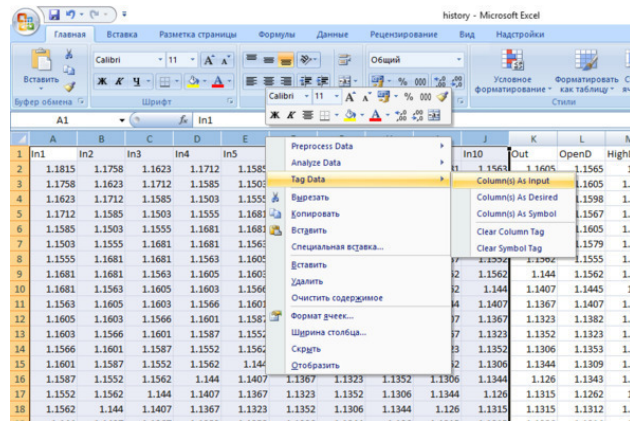 history - Microsoft Excel
Главная Вставка Разметка страницы Формулы Данные Рецензирование Вид Надстройки
Вставить Calibri 11 Общий Условное форматирование Форматировать как таблицу
Ж К Ч % 000
Буфер обмена Шрифт Стили
Calibri 11 % 000
Ж К
A1 fx In1
A B C D E J K L
1 In1 In2 In3 In4 In5 In10 Out OpenD
2 1.1815 1.1758 1.1623 1.1712 1.1585 1.1563 1.1605 1.1565
3 1.1758 1.1623 1.1712 1.1585 1.1503 1.1605
4 1.1623 1.1712 1.1585 1.1503 1.1555 1.1598
5 1.1712 1.1585 1.1503 1.1555 1.1681 1.1567
6 1.1585 1.1503 1.1555 1.1681 1.1681 1.1605
7 1.1503 1.1555 1.1681 1.1681 1.1563 1.1579
8 1.1555 1.1681 1.1681 1.1563 1.1605 1.1552 1.1562 1.1555
9 1.1681 1.1681 1.1563 1.1605 1.1603 1.1562 1.144 1.1562
10 1.1681 1.1563 1.1605 1.1603 1.1566 1.144 1.1407 1.1445
11 1.1563 1.1605 1.1603 1.1566 1.1601 1.1407 1.1367 1.1407
12 1.1605 1.1603 1.1566 1.1601 1.1587 1.1367 1.1323 1.1382
13 1.1603 1.1566 1.1601 1.1587 1.1552 1.1323 1.1352 1.1323
14 1.1566 1.1601 1.1587 1.1552 1.1562 1.1352 1.1306 1.1353
15 1.1601 1.1587 1.1552 1.1562 1.144 1.1306 1.1344 1.1309
16 1.1587 1.1552 1.1562 1.144 1.1407 1.1367 1.1323 1.1352 1.1306 1.1344 1.126 1.1343
17 1.1552 1.1562 1.144 1.1407 1.1367 1.1323 1.1352 1.1306 1.1344 1.126 1.1315 1.1262
18 1.1562 1.144 1.1407 1.1367 1.1323 1.1352 1.1306 1.1344 1.126 1.1315 1.1315 1.1312
Preprocess Data
Analyze Data
Tag Data
Вырезать
Копировать
Вставить
Специальная вставка...
Вставить
Удалить
Очистить содержимое
Формат ячеек...
Ширина столбца...
Скрыть
Отобразить
Column(s) As Input
Column(s) As Desired
Column(s) As Symbol
Clear Column Tag
Clear Symbol Tag